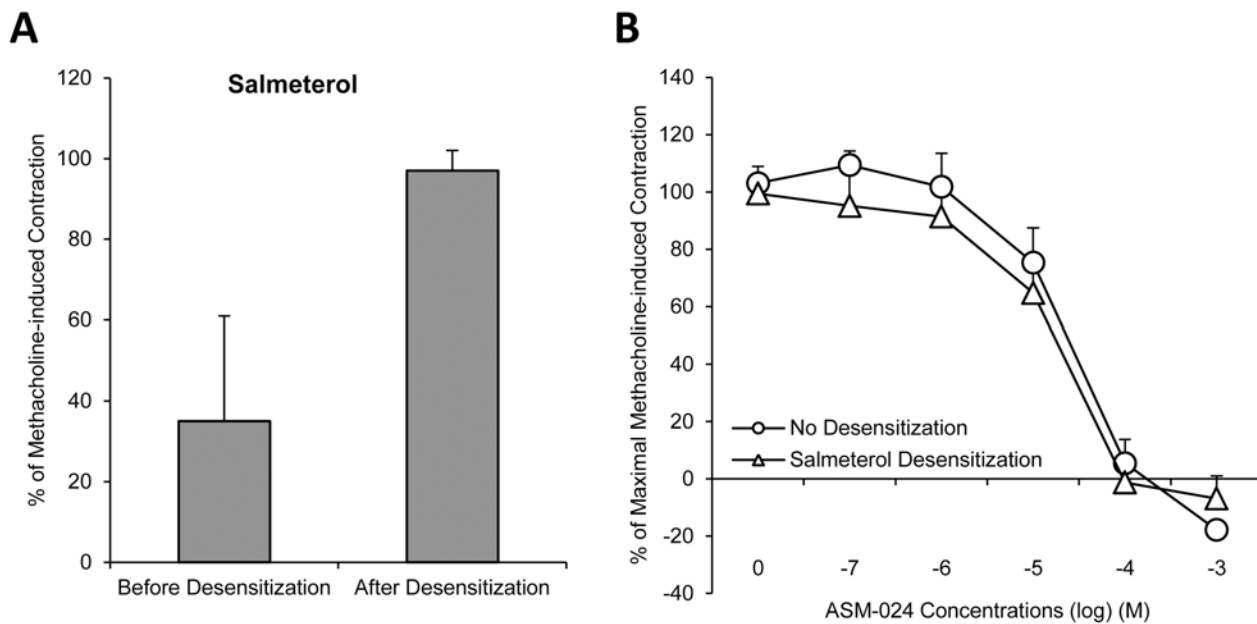 A
Salmeterol
% of Methacholine-induced Contraction
120
100
80
60
40
20
0
Before Desensitization
After Desensitization
B
% of Maximal Methacholine-induced Contraction
140
120
100
80
60
40
20
0
-20
-40
No Desensitization
Salmeterol Desensitization
0 -7 -6 -5 -4 -3
ASM-024 Concentrations (log) (M)